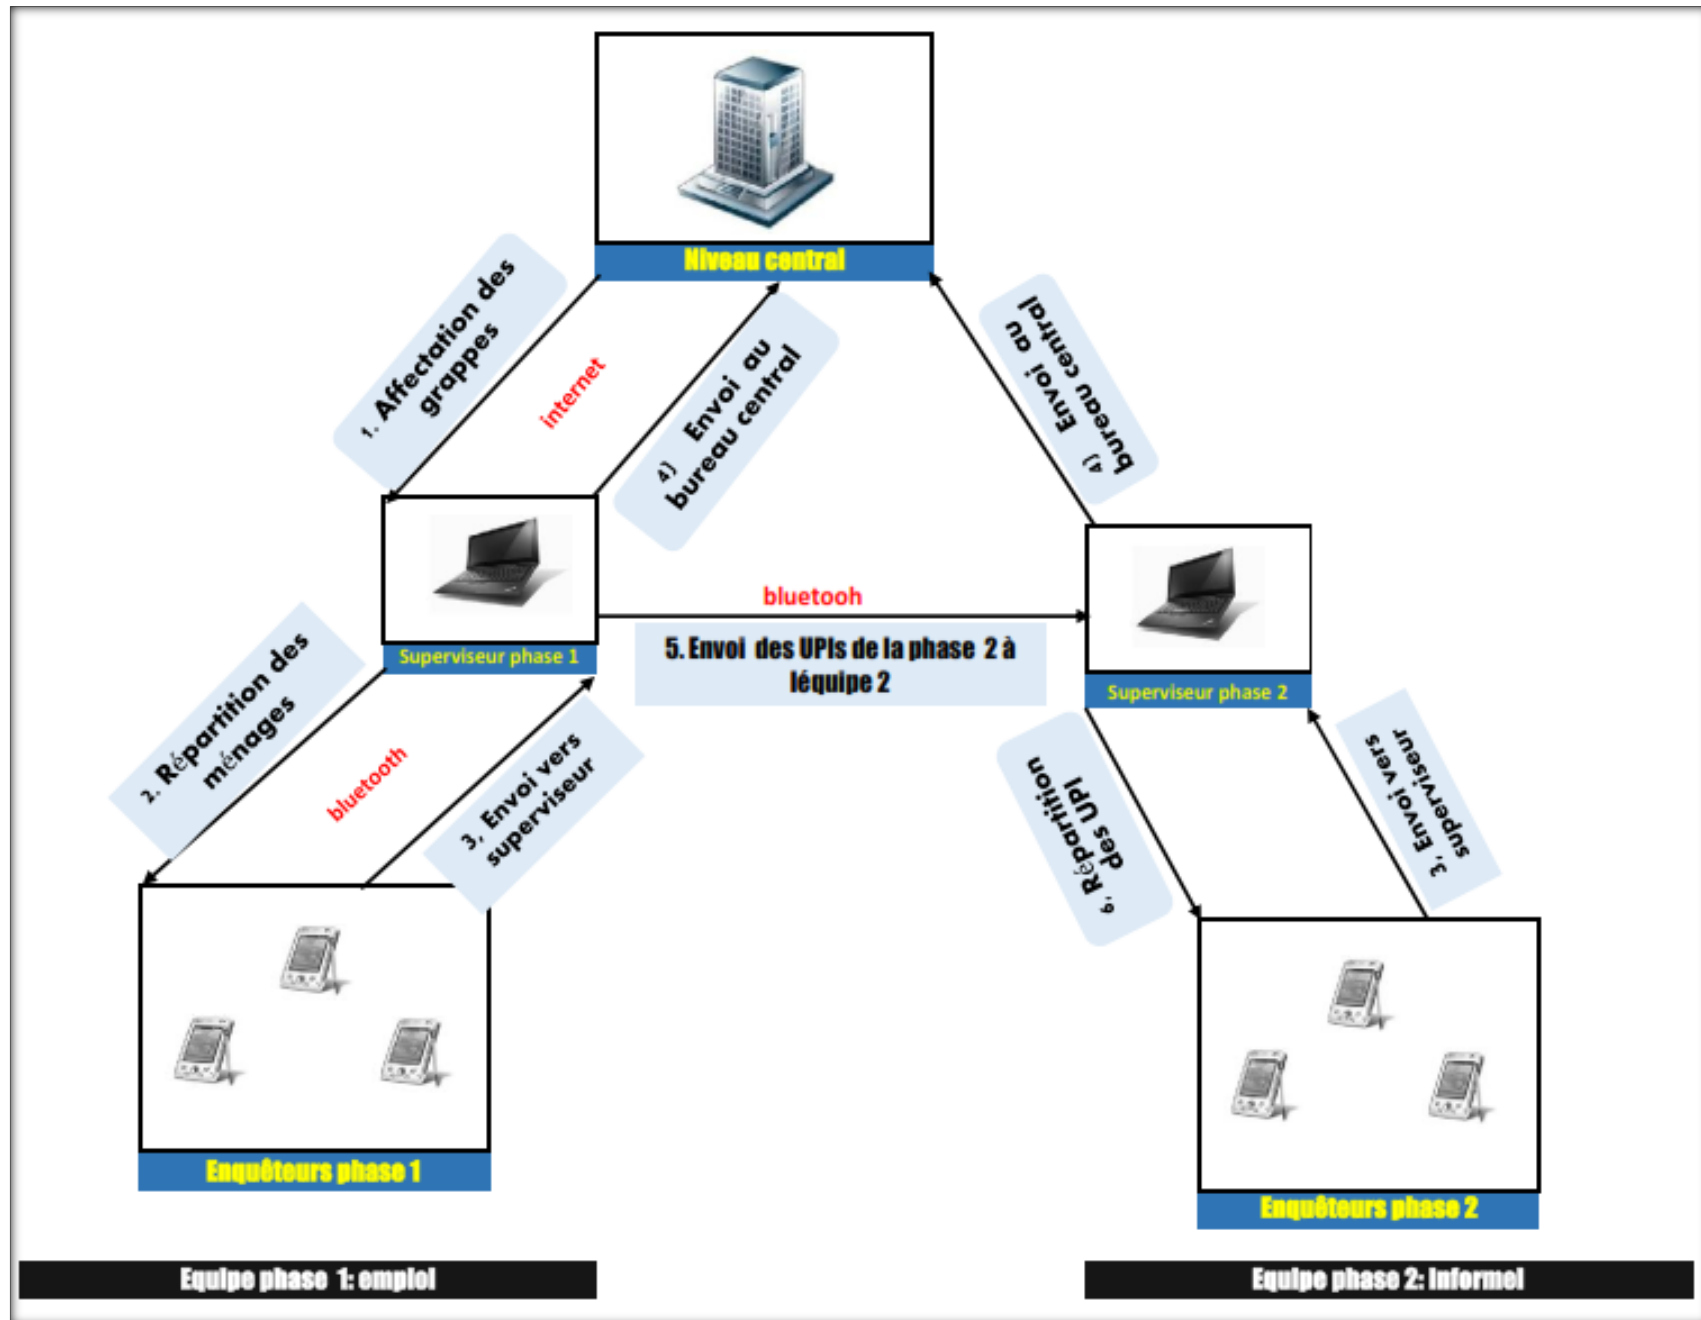 Niveau central
1. Affectation des
grappes
internet
4) Envoi au
bureau central
4) Envoi au
bureau central
bluetooh
Superviseur phase 1
5. Envoi des UPIs de la phase 2 à
léquipe 2
Superviseur phase 2
2. Répartition des
ménages
bluetooth
3, Envoi vers
superviseur
6, Répartition
des UPI
3, Envoi vers
superviseur
Enquêteurs phase 1
Enquêteurs phase 2
Equipe phase 1: emploi
Equipe phase 2: Informel